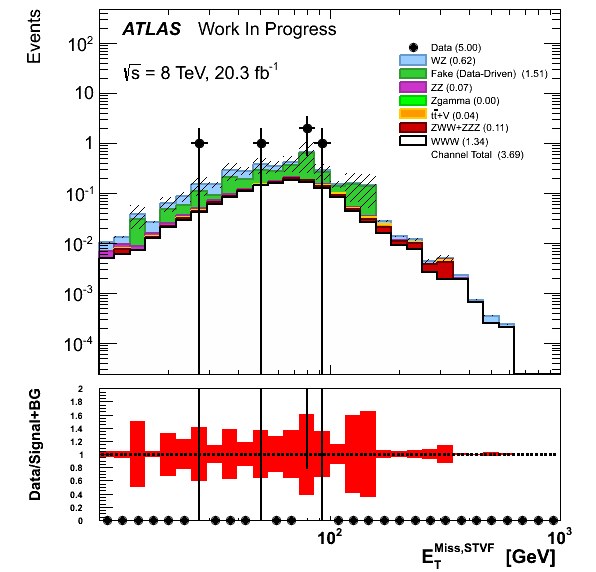 Events
ATLAS Work In Progress
√s = 8 TeV, 20.3 fb⁻¹
Data (5.00)
WZ (0.62)
Fake (Data-Driven) (1.51)
ZZ (0.07)
Zgamma (0.00)
tt̄+V (0.04)
ZWW+ZZZ (0.11)
WWW (1.34)
Channel Total (3.69)
10²
10
1
10⁻¹
10⁻²
10⁻³
10⁻⁴
Data/Signal+BG
2
1.8
1.6
1.4
1.2
1
0.8
0.6
0.4
0.2
0
10²
10³
E_T^Miss,STVF [GeV]